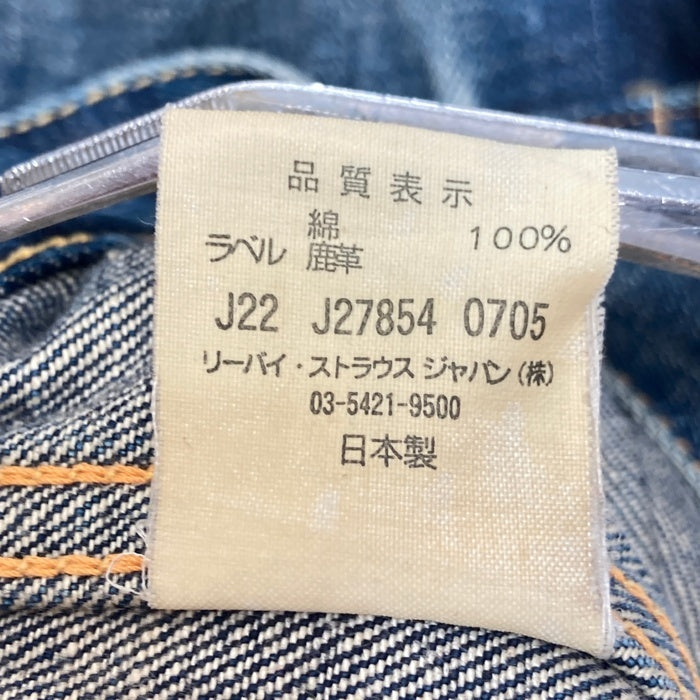 品質表示
綿 100%
ラベル 鹿革
J22 J27854 0705
リーバイ・ストラウス ジャパン(株)
03-5421-9500
日本製